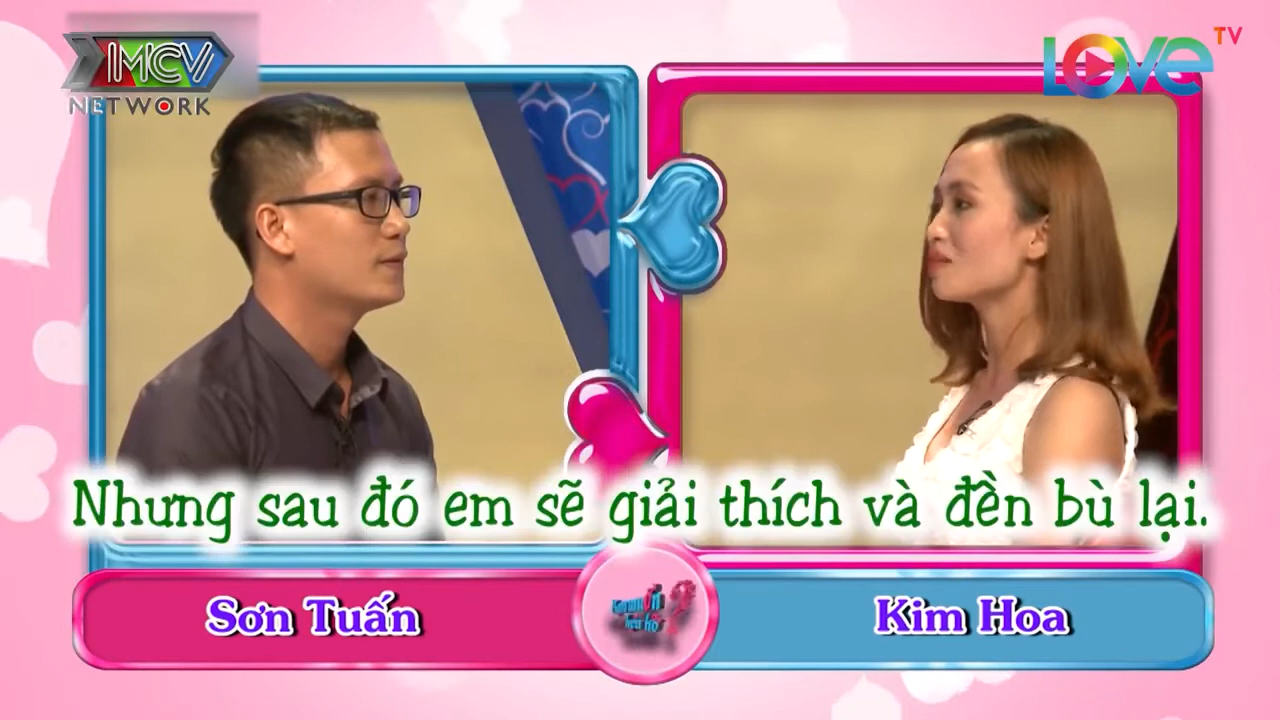 MCV
NETWORK
LOVE TV
Nhưng sau đó em sẽ giải thích và đền bù lại.
Sơn Tuấn
Kim Hoa